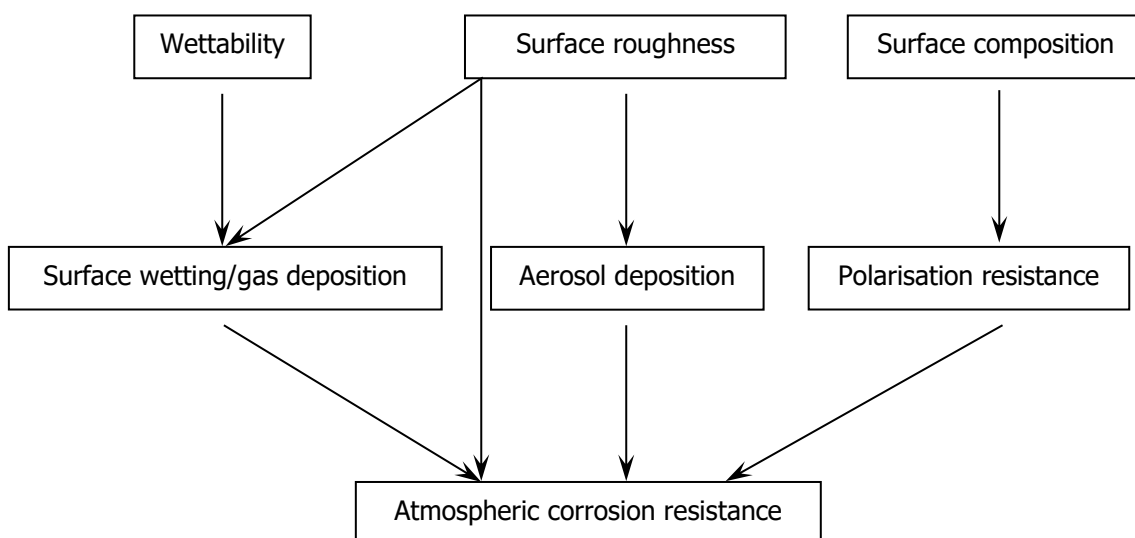 Wettability
Surface roughness
Surface composition
Surface wetting/gas deposition
Aerosol deposition
Polarisation resistance
Atmospheric corrosion resistance